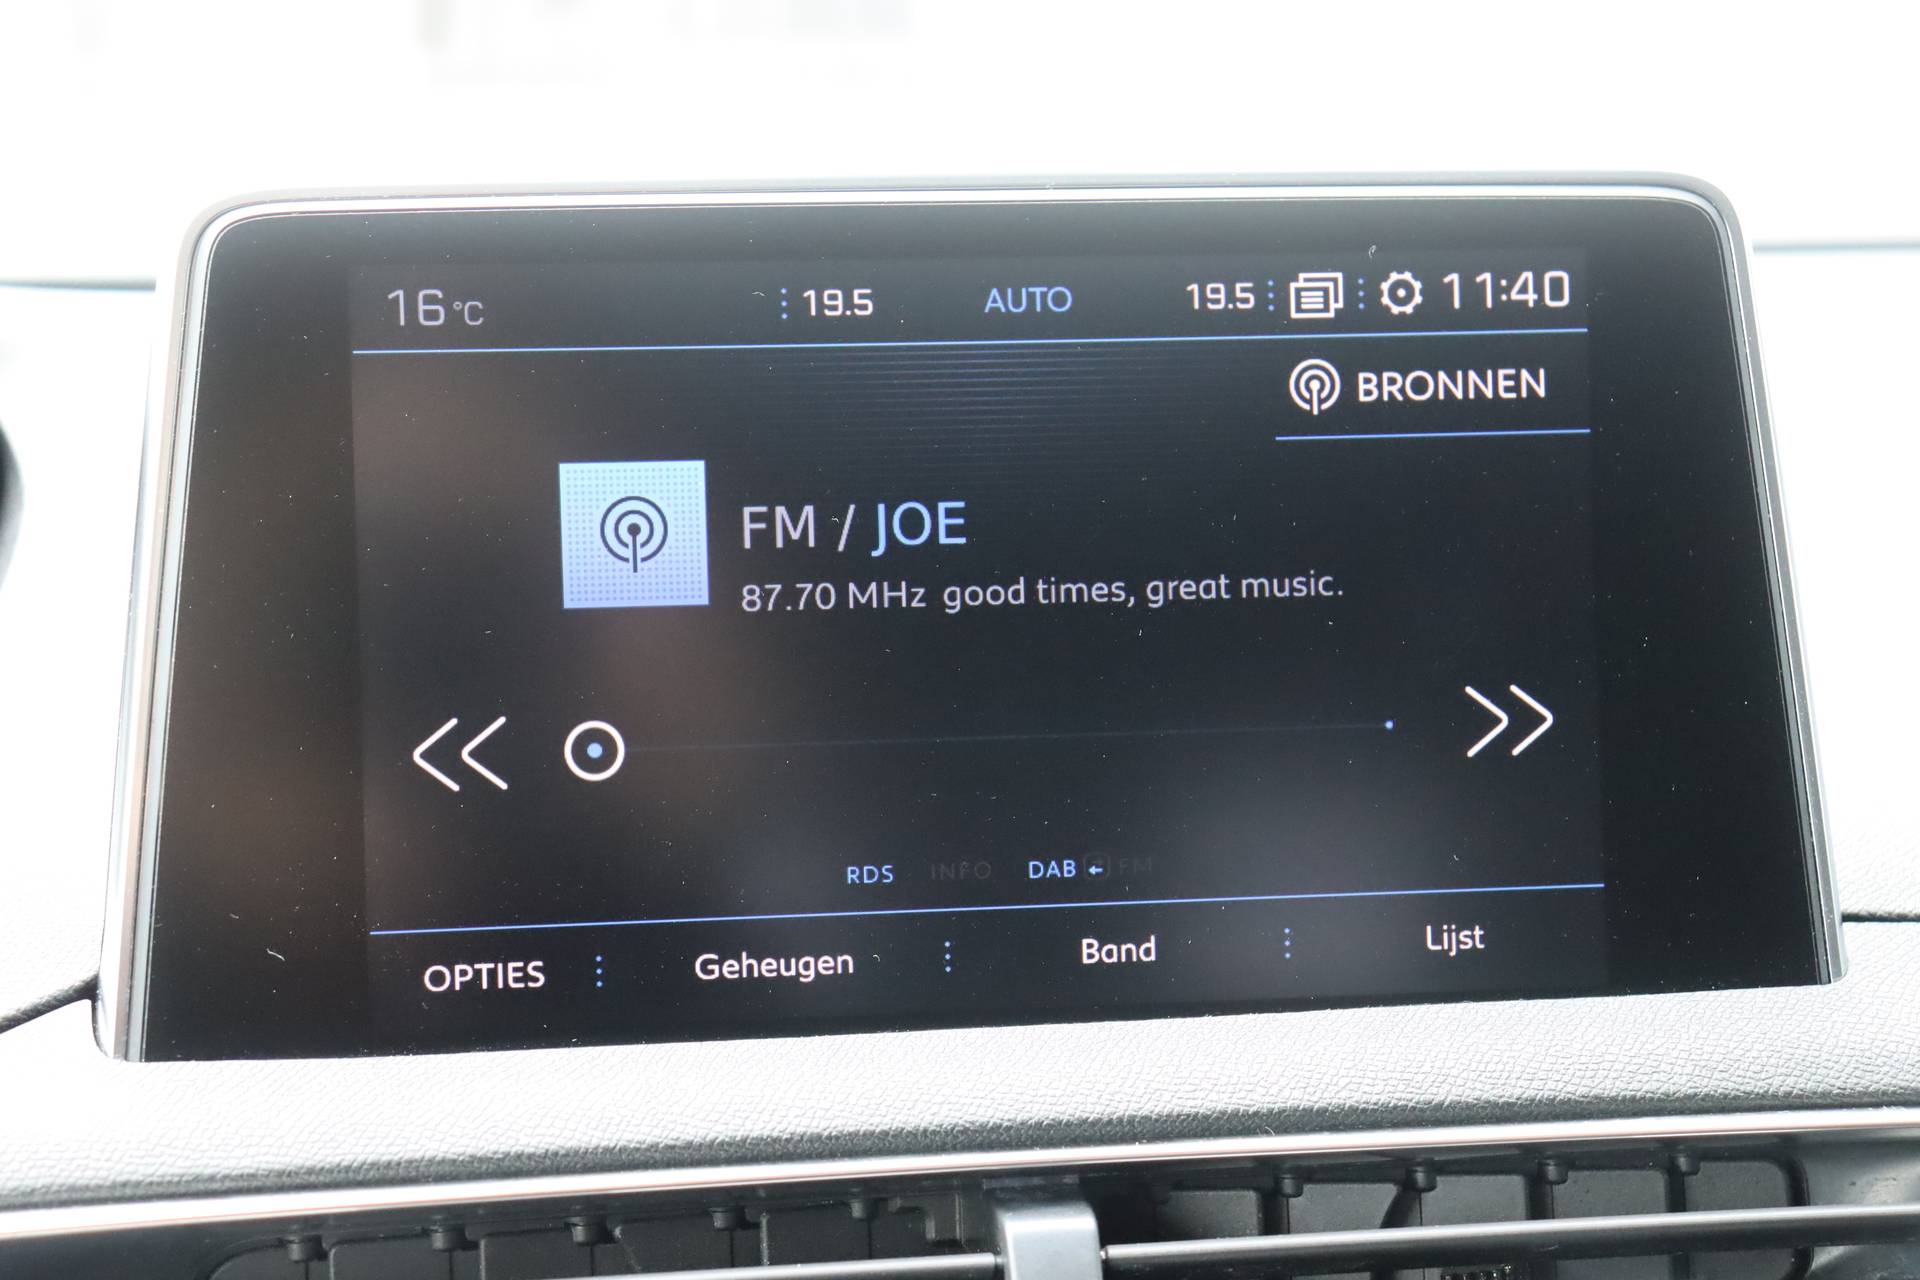 16°C 19.5 AUTO 19.5 11:40
BRONNEN
FM / JOE
87.70 MHz good times, great music.
RDS INFO DAB FM
OPTIES Geheugen Band Lijst